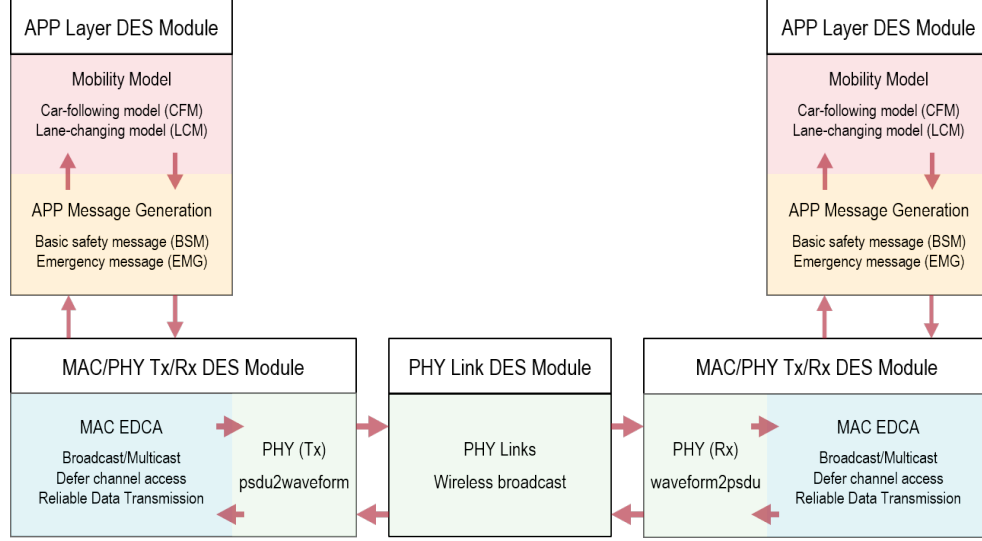 APP Layer DES Module
Mobility Model
Car-following model (CFM)
Lane-changing model (LCM)
APP Message Generation
Basic safety message (BSM)
Emergency message (EMG)
APP Layer DES Module
Mobility Model
Car-following model (CFM)
Lane-changing model (LCM)
APP Message Generation
Basic safety message (BSM)
Emergency message (EMG)
MAC/PHY Tx/Rx DES Module
MAC EDCA
Broadcast/Multicast
Defer channel access
Reliable Data Transmission
PHY (Tx)
psdu2waveform
PHY Link DES Module
PHY Links
Wireless broadcast
MAC/PHY Tx/Rx DES Module
PHY (Rx)
waveform2psdu
MAC EDCA
Broadcast/Multicast
Defer channel access
Reliable Data Transmission